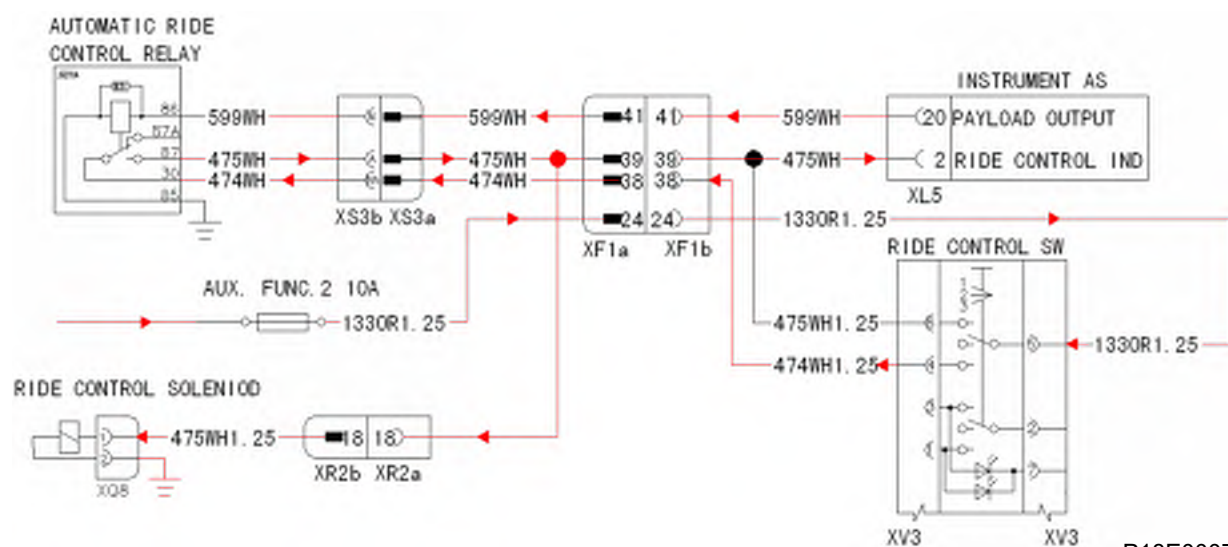 AUTOMATIC RIDE
CONTROL RELAY
86
87A
87
30
85
599WH
475WH
474WH
XS3b XS3a
599WH
475WH
474WH
41 41
39 39
38 38
24 24
XF1a XF1b
599WH
475WH
1330R1.25
INSTRUMENT AS
20 PAYLOAD OUTPUT
2 RIDE CONTROL IND
XL5
AUX. FUNC.2 10A
1330R1.25
RIDE CONTROL SW
475WH1.25
474WH1.25
1330R1.25
XV3 XV3
RIDE CONTROL SOLENIOD
1
2
475WH1.25
18 18
XQ8
XR2b XR2a